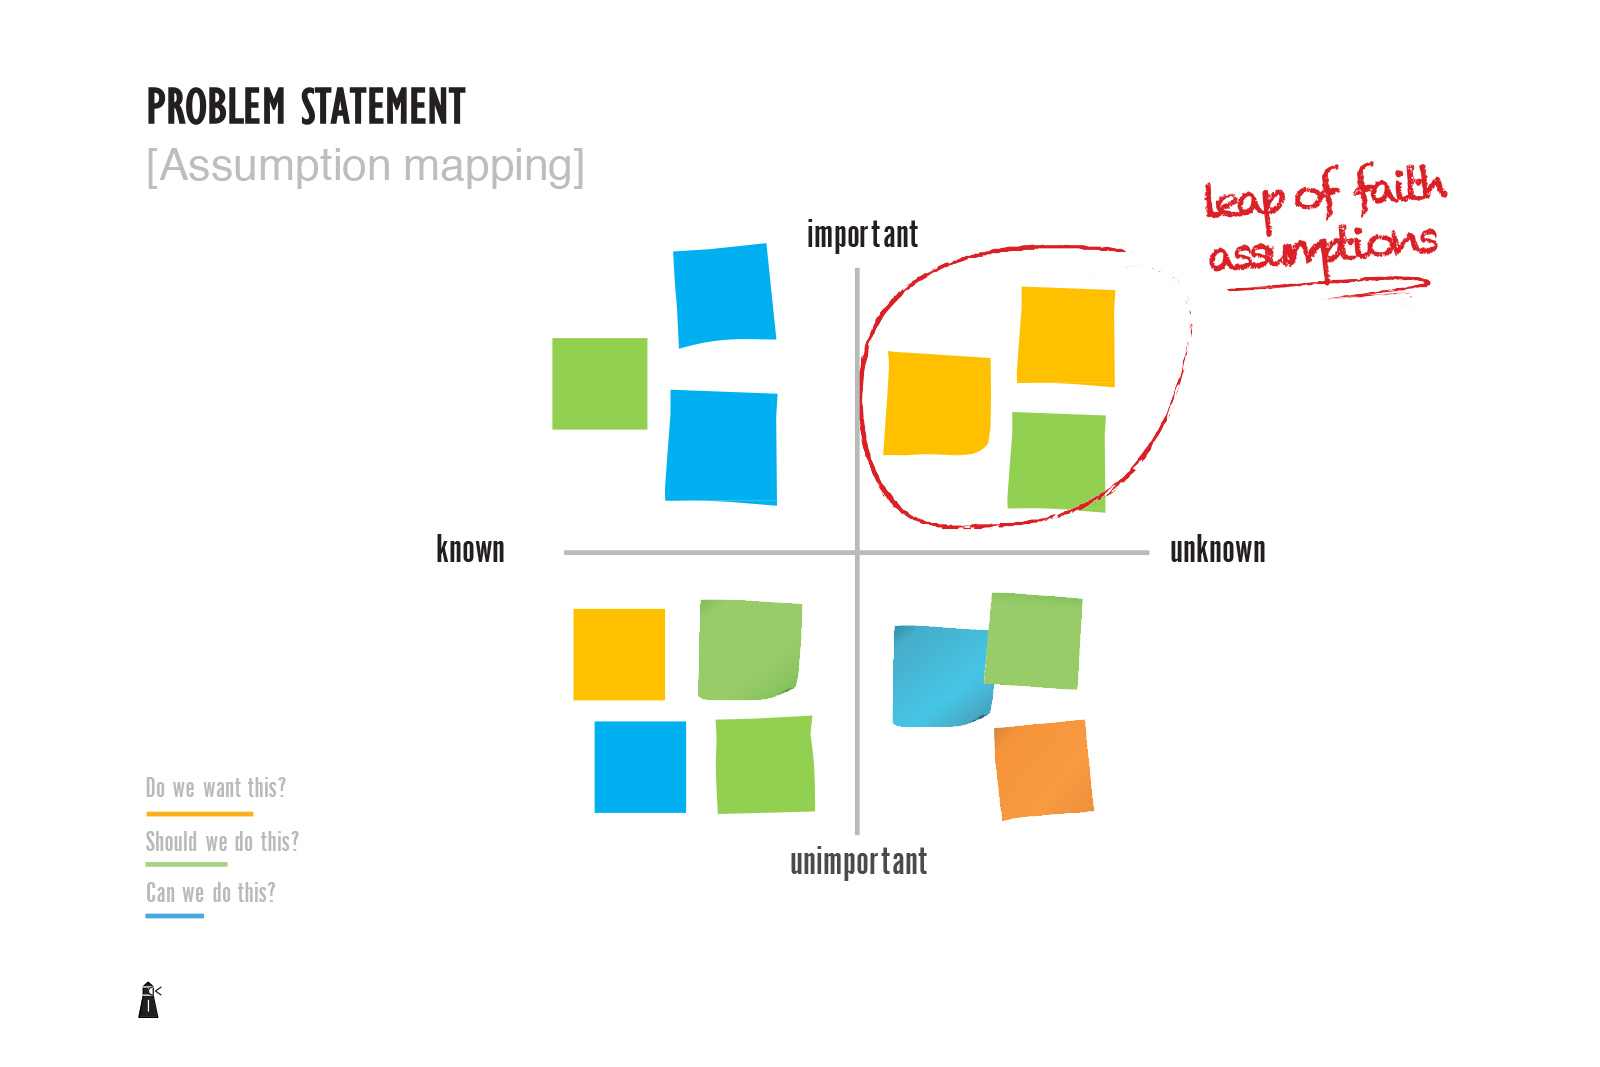 PROBLEM STATEMENT
[Assumption mapping]
leap of faith
assumptions
important
known
unknown
unimportant
Do we want this?
Should we do this?
Can we do this?